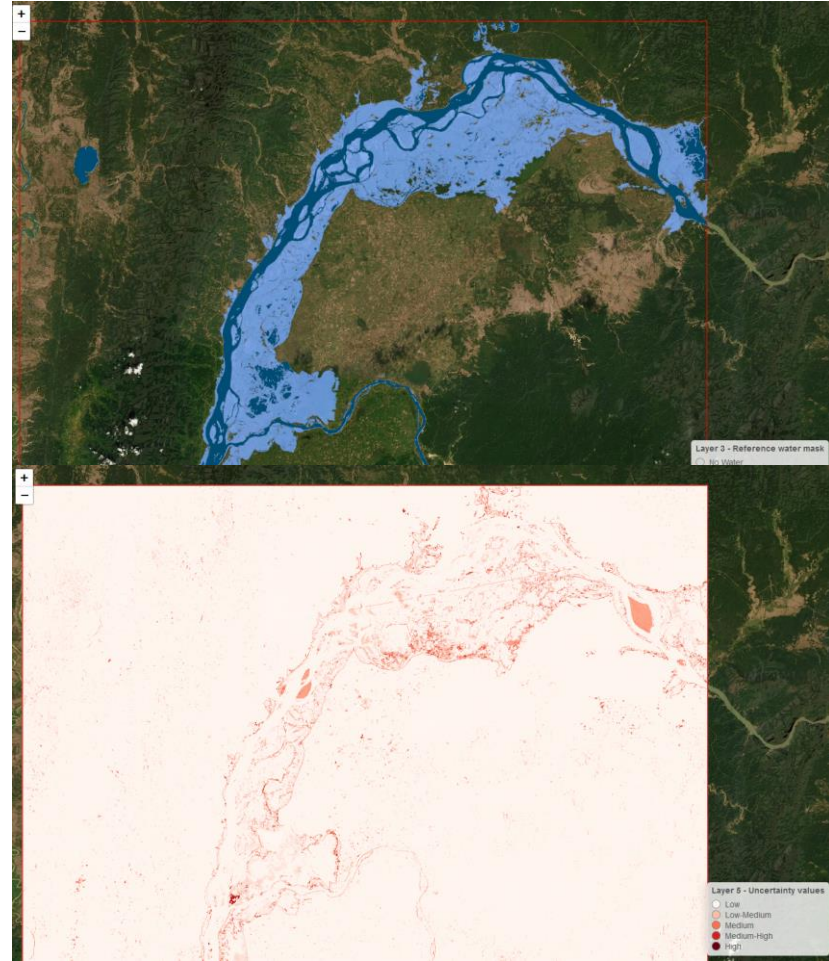 +
−
Layer 3 - Reference water mask
No Water
+
−
Layer 5 - Uncertainty values
Low
Low-Medium
Medium
Medium-High
High